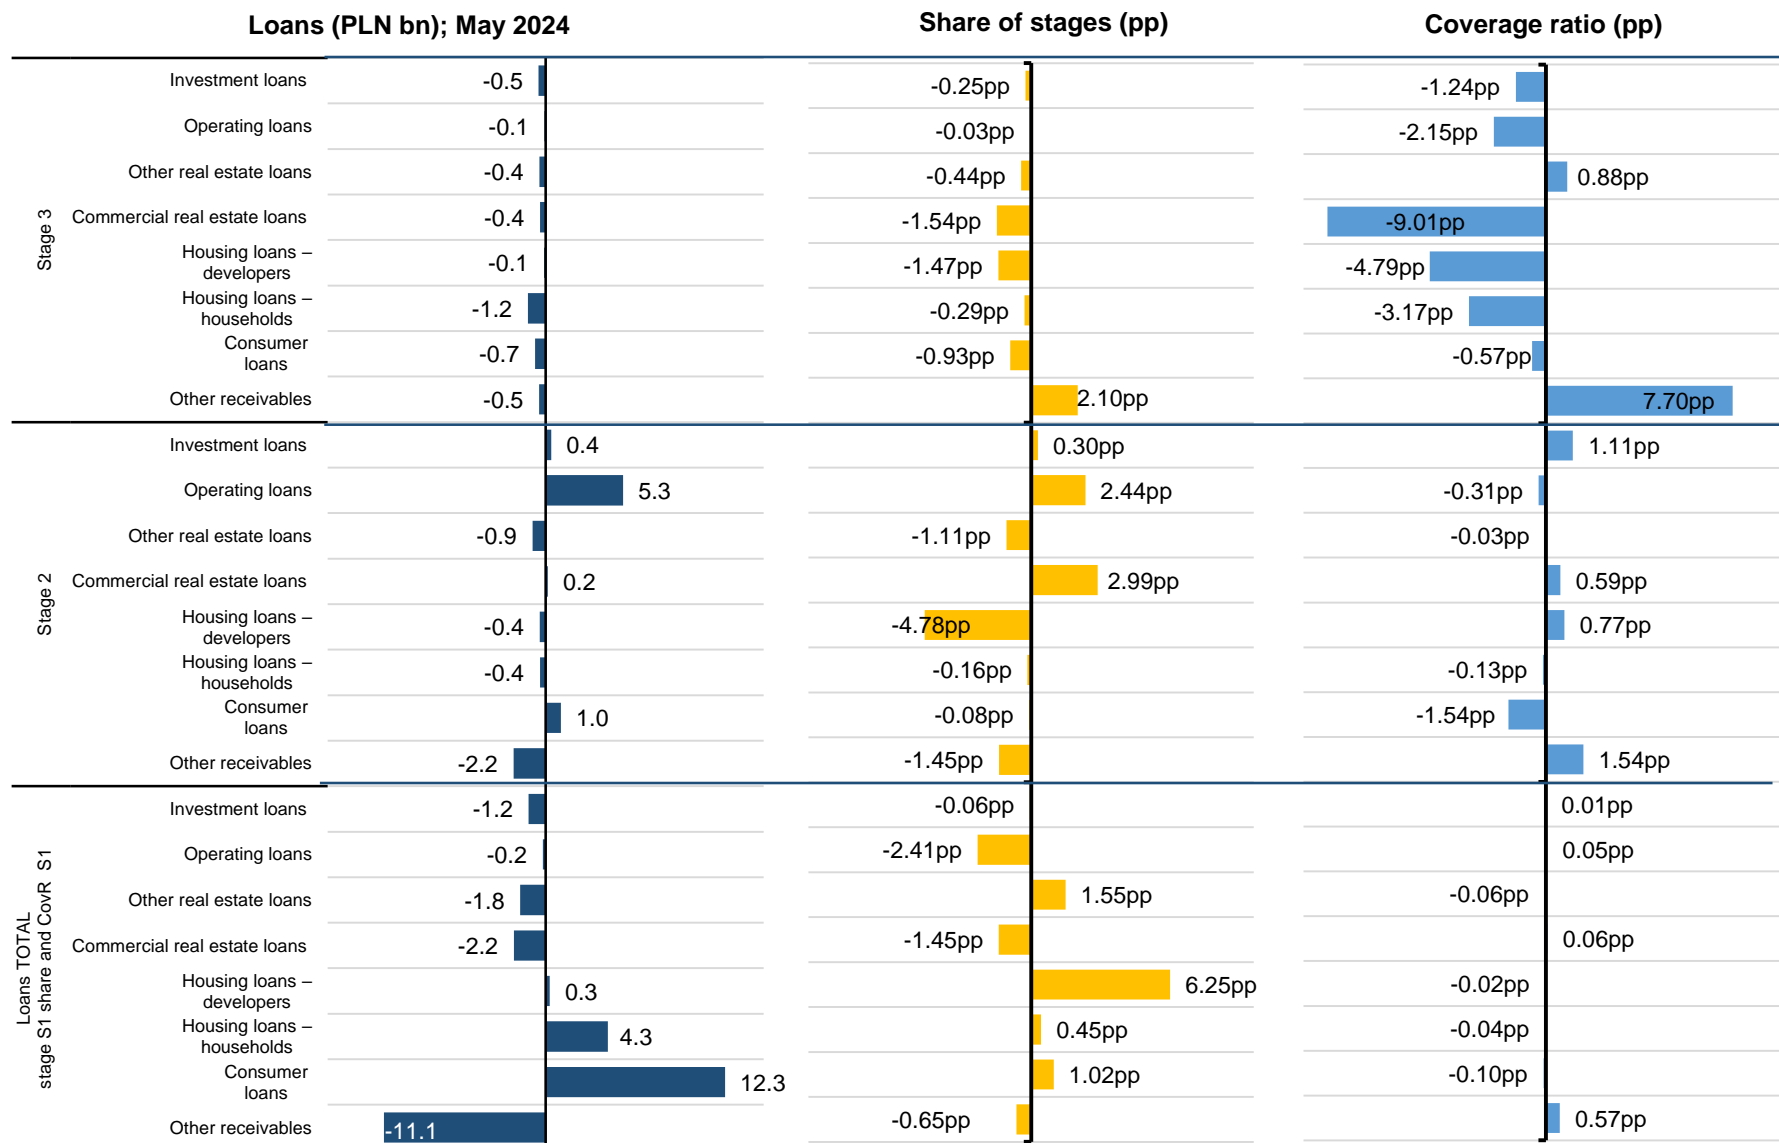 Loans (PLN bn); May 2024
Share of stages (pp)
Coverage ratio (pp)
Stage 3
Investment loans -0.5 -0.25pp -1.24pp
Operating loans -0.1 -0.03pp -2.15pp
Other real estate loans -0.4 -0.44pp 0.88pp
Commercial real estate loans -0.4 -1.54pp -9.01pp
Housing loans –
developers -0.1 -1.47pp -4.79pp
Housing loans –
households -1.2 -0.29pp -3.17pp
Consumer
loans -0.7 -0.93pp -0.57pp
Other receivables -0.5 2.10pp 7.70pp
Stage 2
Investment loans 0.4 0.30pp 1.11pp
Operating loans 5.3 2.44pp -0.31pp
Other real estate loans -0.9 -1.11pp -0.03pp
Commercial real estate loans 0.2 2.99pp 0.59pp
Housing loans –
developers -0.4 -4.78pp 0.77pp
Housing loans –
households -0.4 -0.16pp -0.13pp
Consumer
loans 1.0 -0.08pp -1.54pp
Other receivables -2.2 -1.45pp 1.54pp
Loans TOTAL
stage S1 share and CovR S1
Investment loans -1.2 -0.06pp 0.01pp
Operating loans -0.2 -2.41pp 0.05pp
Other real estate loans -1.8 1.55pp -0.06pp
Commercial real estate loans -2.2 -1.45pp 0.06pp
Housing loans –
developers 0.3 6.25pp -0.02pp
Housing loans –
households 4.3 0.45pp -0.04pp
Consumer
loans 12.3 1.02pp -0.10pp
Other receivables -11.1 -0.65pp 0.57pp